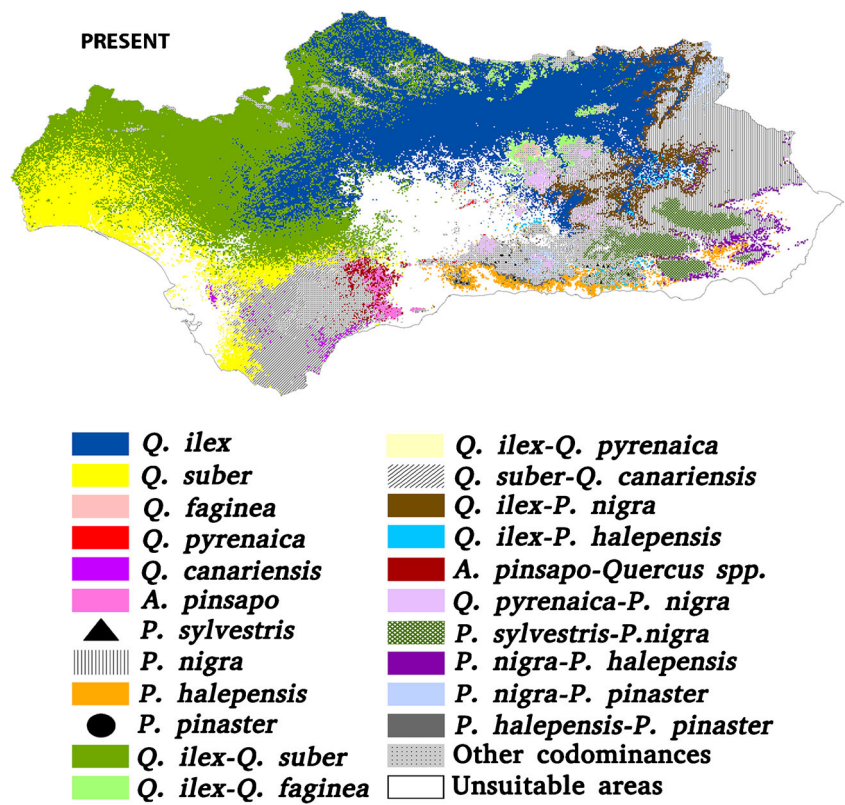 PRESENT
Q. ilex
Q. suber
Q. faginea
Q. pyrenaica
Q. canariensis
A. pinsapo
P. sylvestris
P. nigra
P. halepensis
P. pinaster
Q. ilex-Q. suber
Q. ilex-Q. faginea
Q. ilex-Q. pyrenaica
Q. suber-Q. canariensis
Q. ilex-P. nigra
Q. ilex-P. halepensis
A. pinsapo-Quercus spp.
Q. pyrenaica-P. nigra
P. sylvestris-P.nigra
P. nigra-P. halepensis
P. nigra-P. pinaster
P. halepensis-P. pinaster
Other codominances
Unsuitable areas